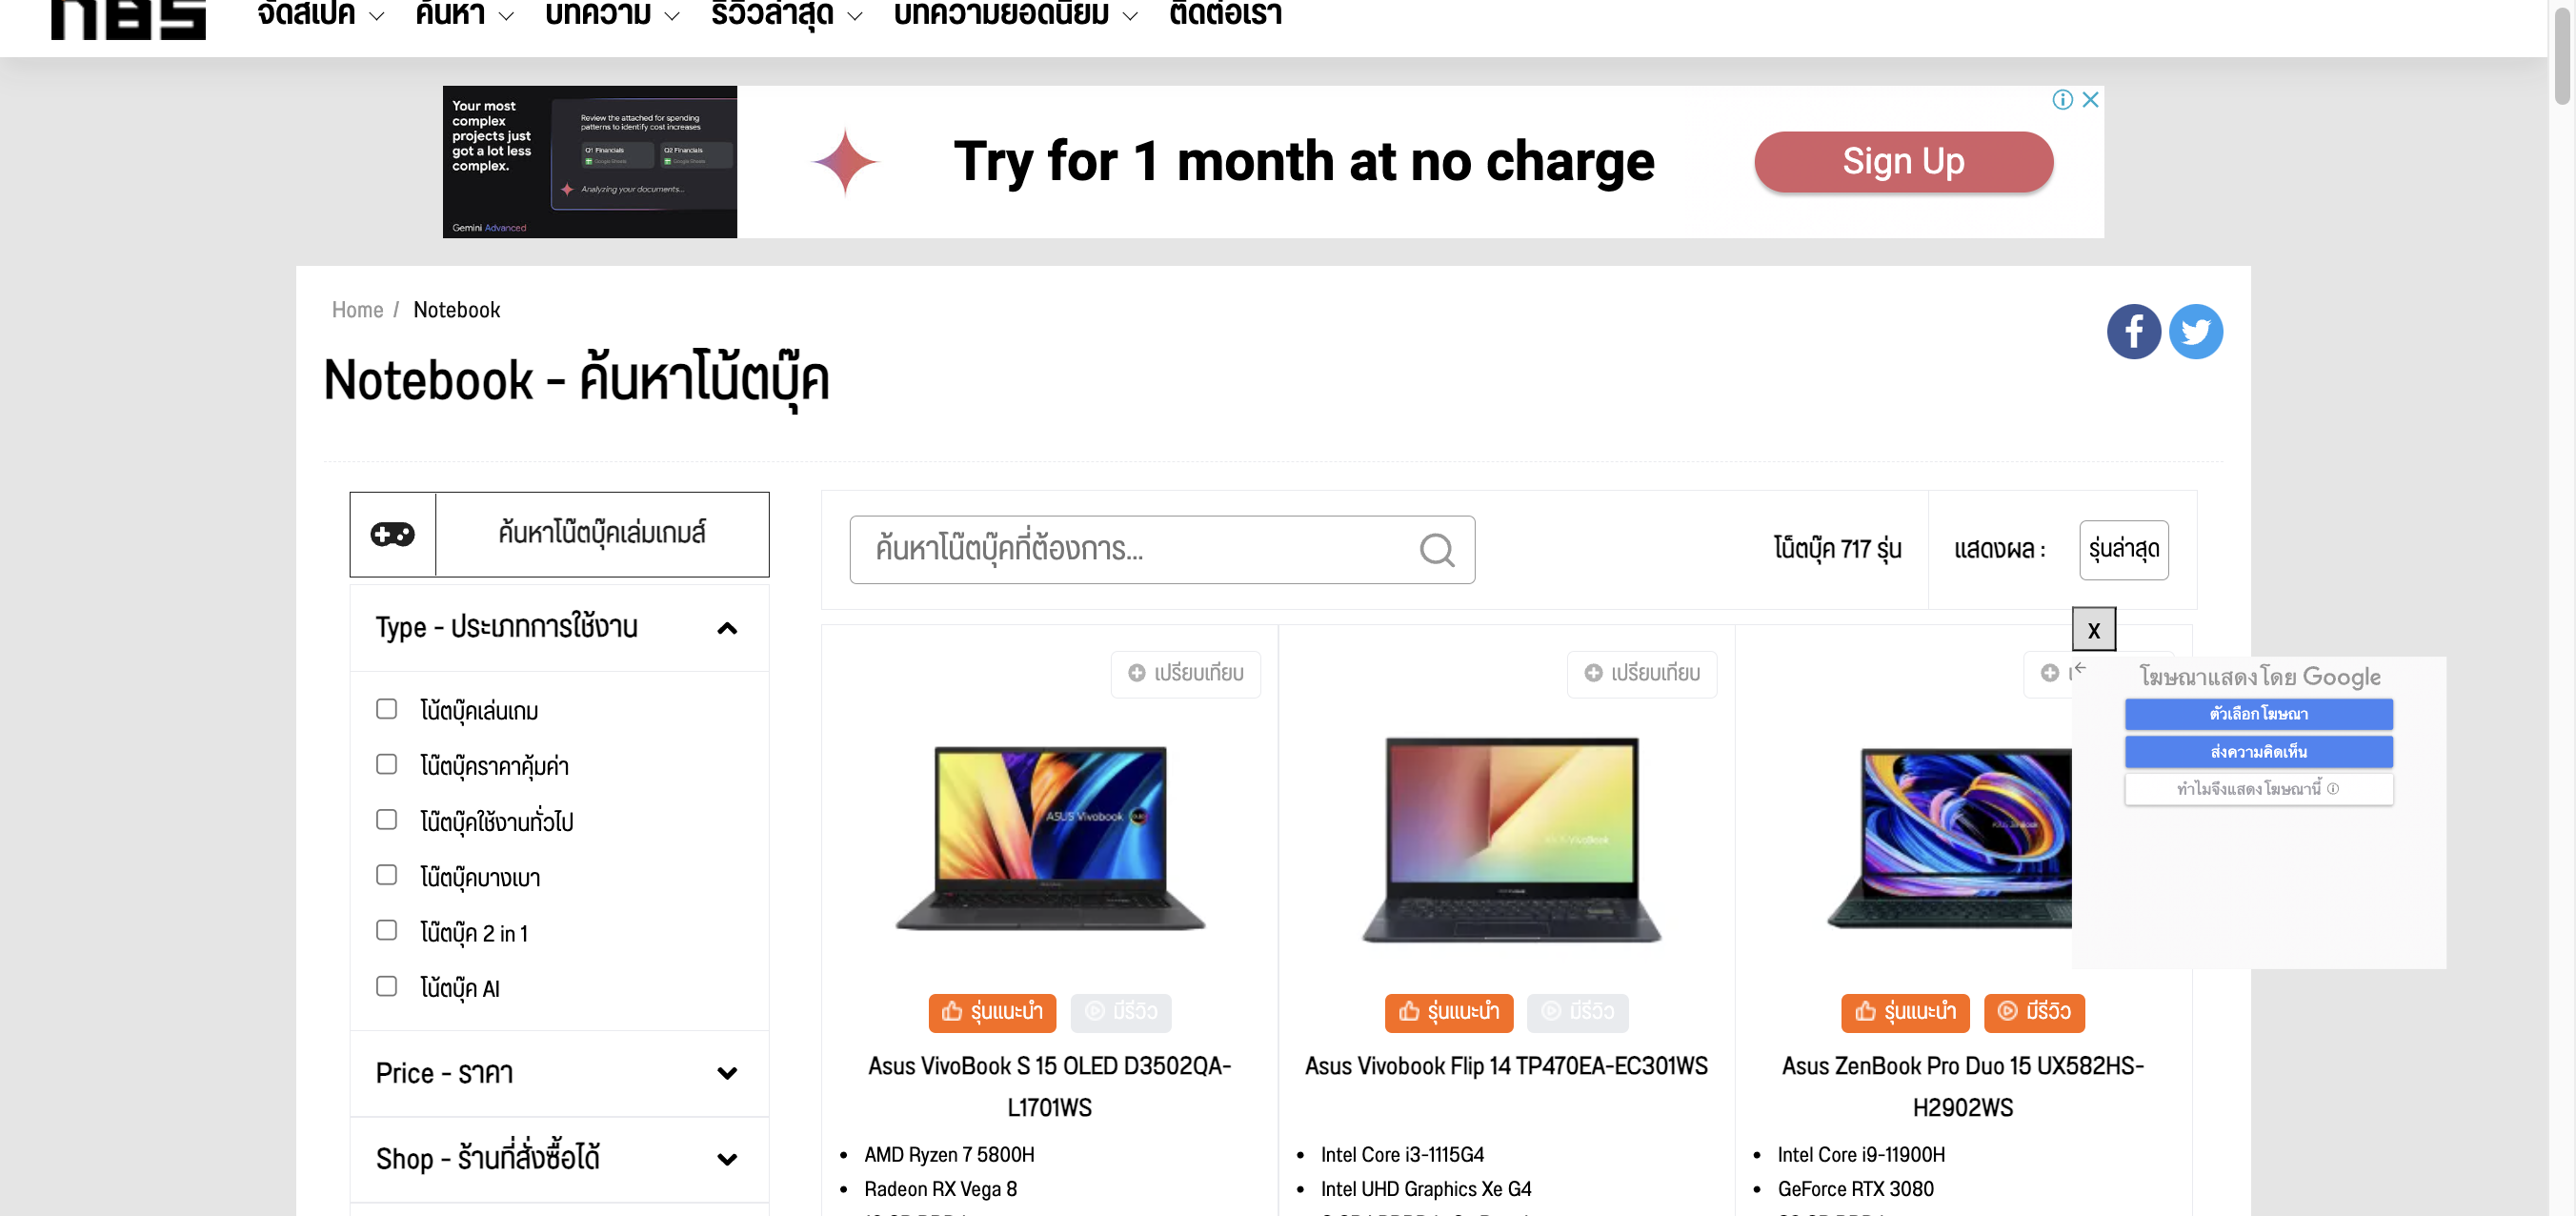 NBS
จัดสเปค
ค้นหา
บทความ
รีวิวล่าสุด
บทความยอดนิยม
ติดต่อเรา
Your most
complex
projects just
got a lot less
complex.
Review the attached for spending
patterns to identify cost increases
Q1 Financials
Google Sheets
Q2 Financials
Google Sheets
Analyzing your documents...
Gemini Advanced
Try for 1 month at no charge
Sign Up
Home / Notebook
Notebook - ค้นหาโน้ตบุ๊ค
ค้นหาโน๊ตบุ๊คเล่มเกมส์
ค้นหาโน๊ตบุ๊คที่ต้องการ...
โน็ตบุ๊ค 717 รุ่น
แสดงผล :
รุ่นล่าสุด
Type - ประเภทการใช้งาน
โน้ตบุ๊คเล่นเกม
โน๊ตบุ๊คราคาคุ้มค่า
โน๊ตบุ๊คใช้งานทั่วไป
โน๊ตบุ๊คบางเบา
โน๊ตบุ๊ค 2 in 1
โน้ตบุ๊ค AI
Price - ราคา
Shop - ร้านที่สั่งซื้อได้
เปรียบเทียบ
ASUS Vivobook
รุ่นแนะนำ
มีรีวิว
Asus VivoBook S 15 OLED D3502QA-
L1701WS
AMD Ryzen 7 5800H
Radeon RX Vega 8
เปรียบเทียบ
รุ่นแนะนำ
มีรีวิว
Asus Vivobook Flip 14 TP470EA-EC301WS
Intel Core i3-1115G4
Intel UHD Graphics Xe G4
รุ่นแนะนำ
มีรีวิว
Asus ZenBook Pro Duo 15 UX582HS-
H2902WS
Intel Core i9-11900H
GeForce RTX 3080
X
โฆษณาแสดงโดย Google
ตัวเลือกโฆษณา
ส่งความคิดเห็น
ทำไมจึงแสดงโฆษณานี้